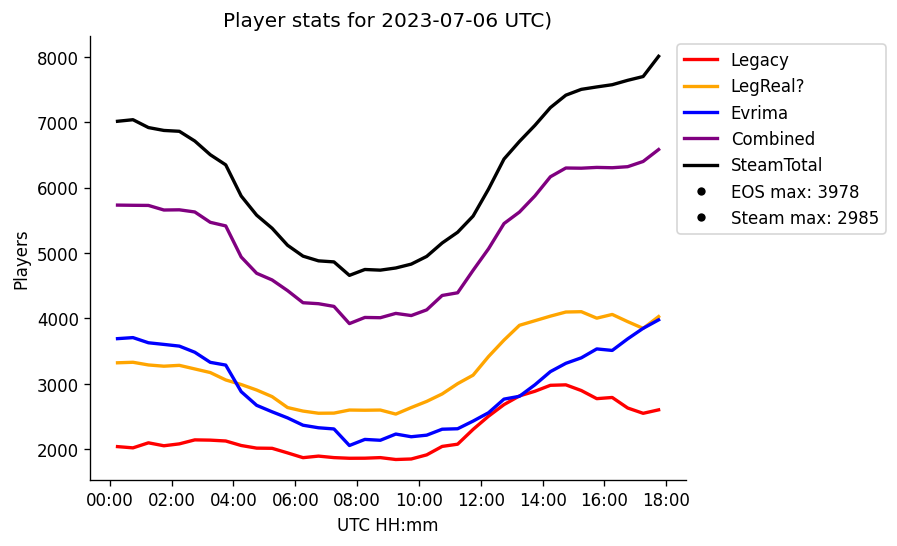 Player stats for 2023-07-06 UTC)
8000
7000
6000
5000
4000
3000
2000
Players
00:00 02:00 04:00 06:00 08:00 10:00 12:00 14:00 16:00 18:00
UTC HH:mm
Legacy
LegReal?
Evrima
Combined
SteamTotal
EOS max: 3978
Steam max: 2985